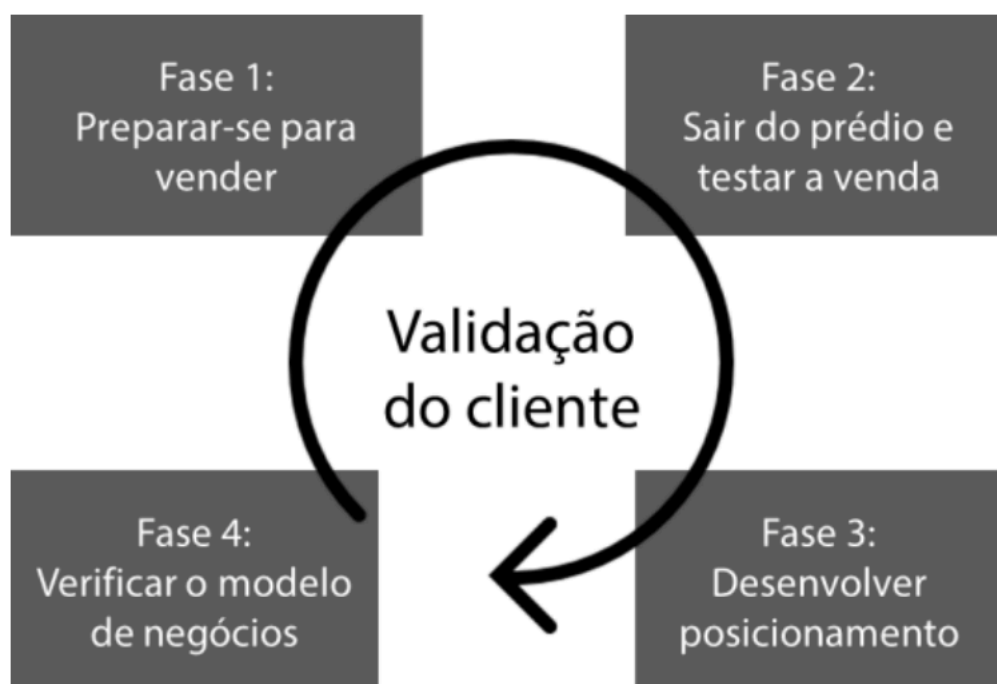 Fase 1:
Preparar-se para
vender
Fase 2:
Sair do prédio e
testar a venda
Validação
do cliente
Fase 4:
Verificar o modelo
de negócios
Fase 3:
Desenvolver
posicionamento